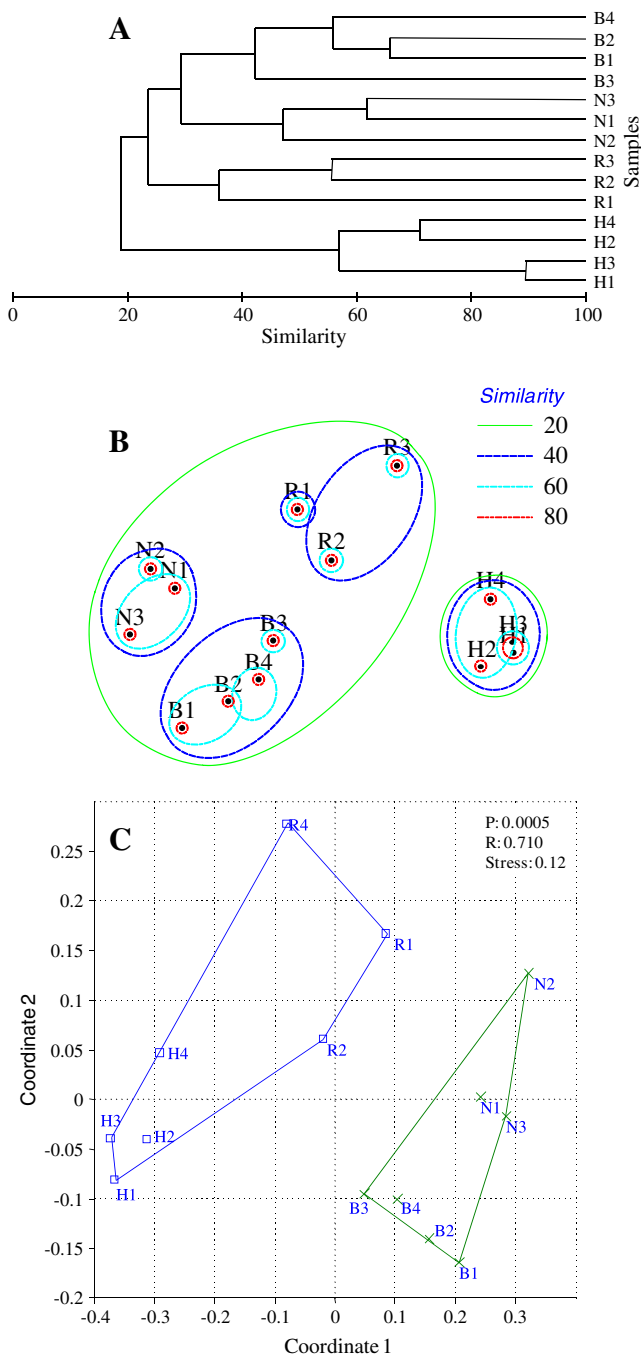 A
B4
B2
B1
B3
N3
N1
N2
R3
R2
R1
H4
H2
H3
H1
Samples
0 20 40 60 80 100
Similarity
B
Similarity
20
40
60
80
R3
R1
R2
N2
N1
N3
H4
H3
H1
H2
B3
B4
B2
B1
C
P: 0.0005
R: 0.710
Stress: 0.12
R4
R1
N2
R2
H4
N1
H3
N3
H2
H1
B3
B4
B2
B1
0.25
0.2
0.15
0.1
0.05
0
-0.05
-0.1
-0.15
-0.2
Coordinate 2
-0.4 -0.3 -0.2 -0.1 0 0.1 0.2 0.3
Coordinate 1